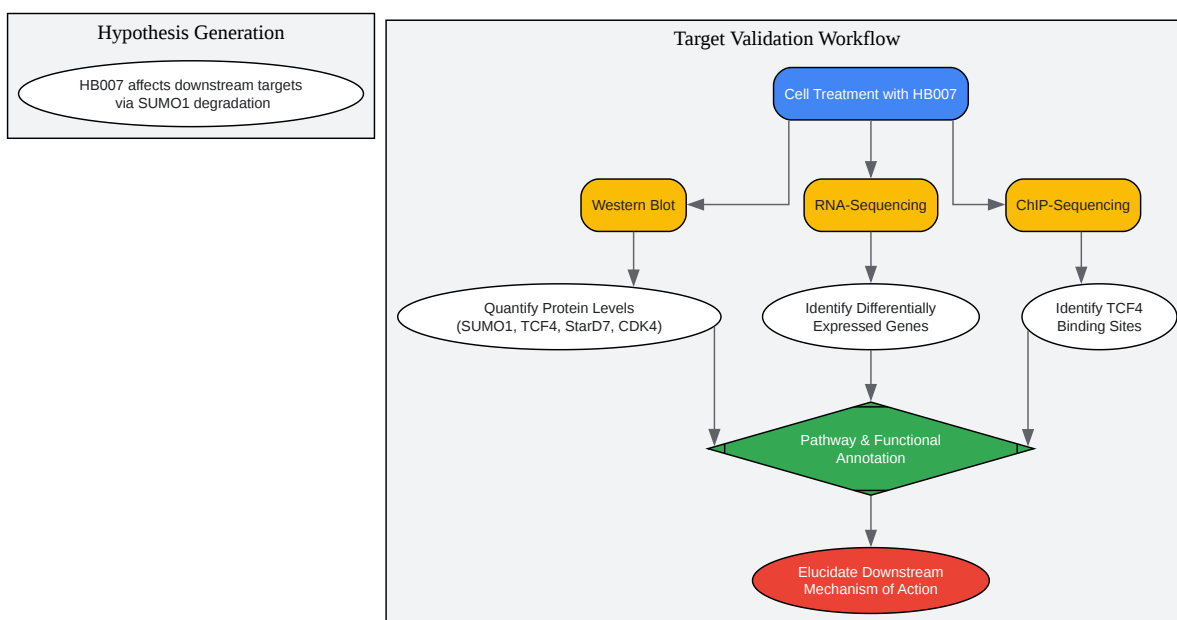 Hypothesis Generation
HB007 affects downstream targets
via SUMO1 degradation
Target Validation Workflow
Cell Treatment with HB007
Western Blot
RNA-Sequencing
ChIP-Sequencing
Quantify Protein Levels
(SUMO1, TCF4, StarD7, CDK4)
Identify Differentially
Expressed Genes
Identify TCF4
Binding Sites
Pathway & Functional
Annotation
Elucidate Downstream
Mechanism of Action